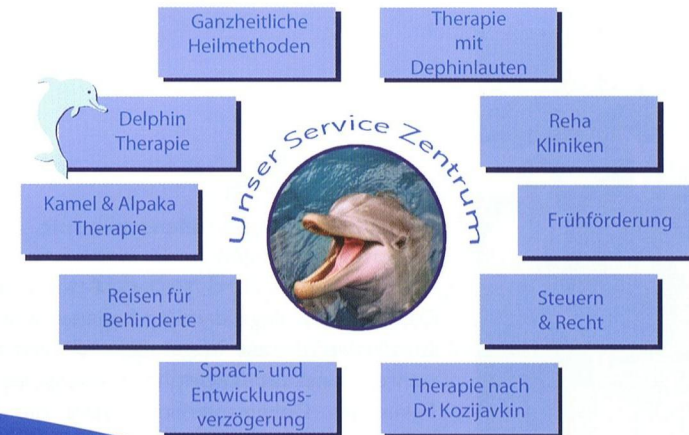 Ganzheitliche
Heilmethoden
Therapie
mit
Dephinlauten
Delphin
Therapie
Unser Service Zentrum
Reha
Kliniken
Kamel & Alpaka
Therapie
Frühförderung
Reisen für
Behinderte
Steuern
& Recht
Sprach- und
Entwicklungs-
verzögerung
Therapie nach
Dr. Kozijavkin